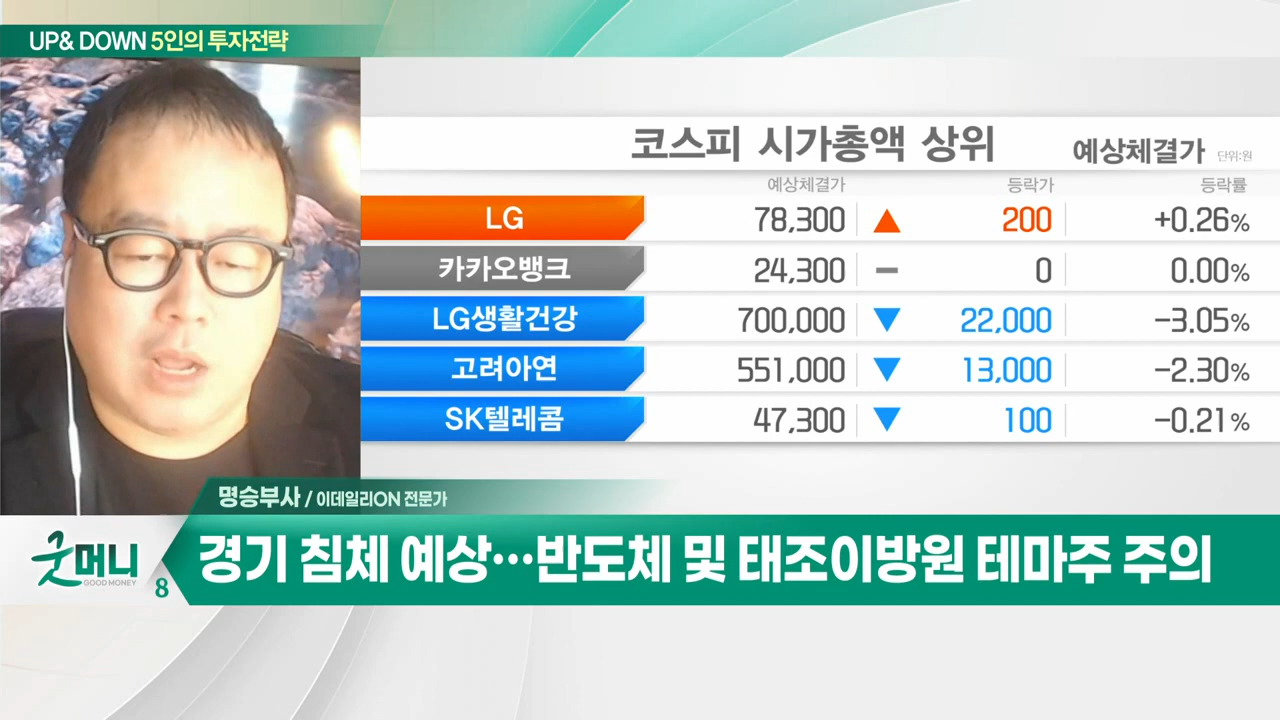 UP& DOWN 5인의 투자전략
코스피 시가총액 상위 예상체결가 단위:원
예상체결가 등락가 등락률
LG 78,300 ▲ 200 +0.26%
카카오뱅크 24,300 － 0 0.00%
LG생활건강 700,000 ▼ 22,000 -3.05%
고려아연 551,000 ▼ 13,000 -2.30%
SK텔레콤 47,300 ▼ 100 -0.21%
명승부사 / 이데일리ON 전문가
굿머니 GOOD MONEY 8
경기 침체 예상…반도체 및 태조이방원 테마주 주의